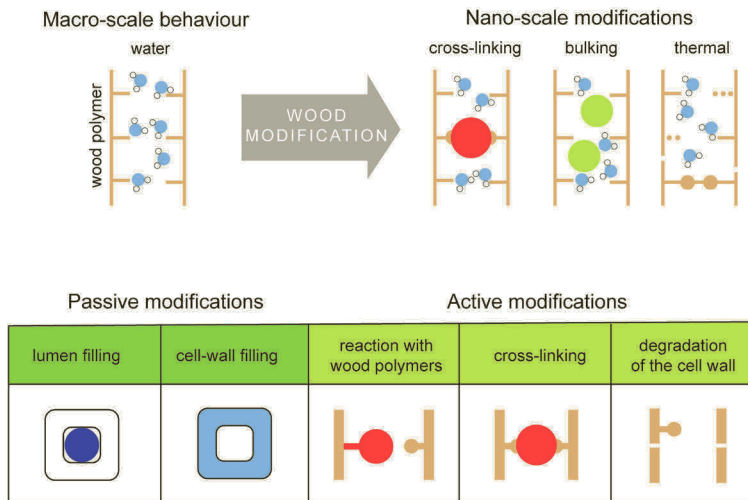 Macro-scale behaviour
Nano-scale modifications
water
cross-linking
bulking
thermal
wood polymer
WOOD
MODIFICATION
Passive modifications
Active modifications
lumen filling
cell-wall filling
reaction with
wood polymers
cross-linking
degradation
of the cell wall